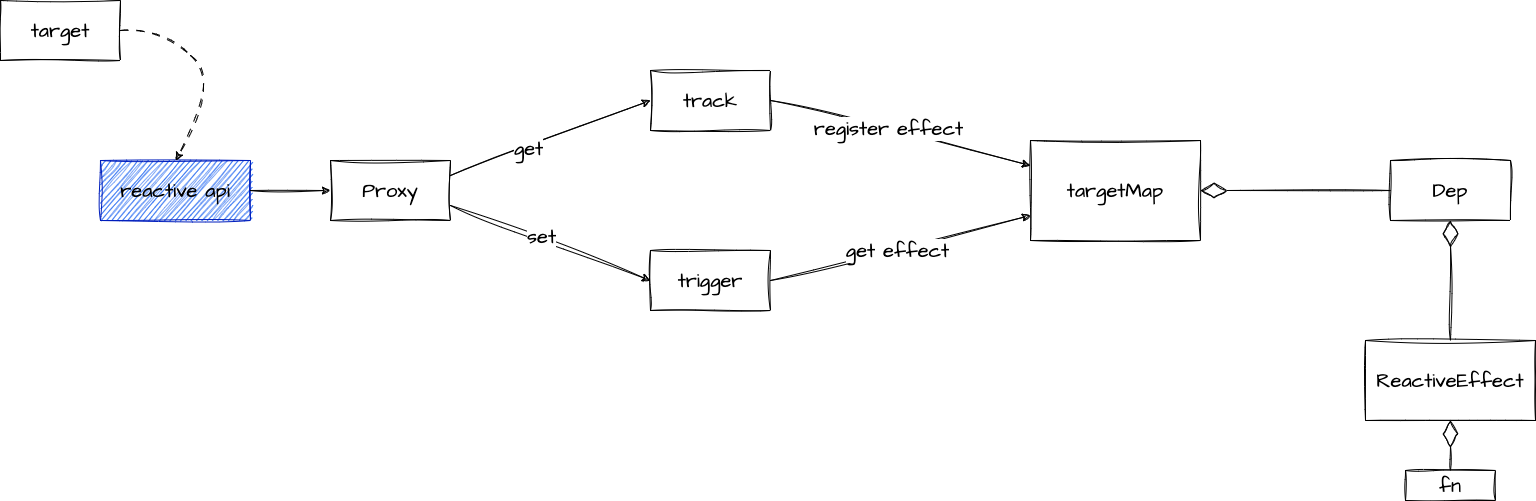 target
track
register effect
get
reactive api
Proxy
targetMap
Dep
set
get effect
trigger
ReactiveEffect
fn